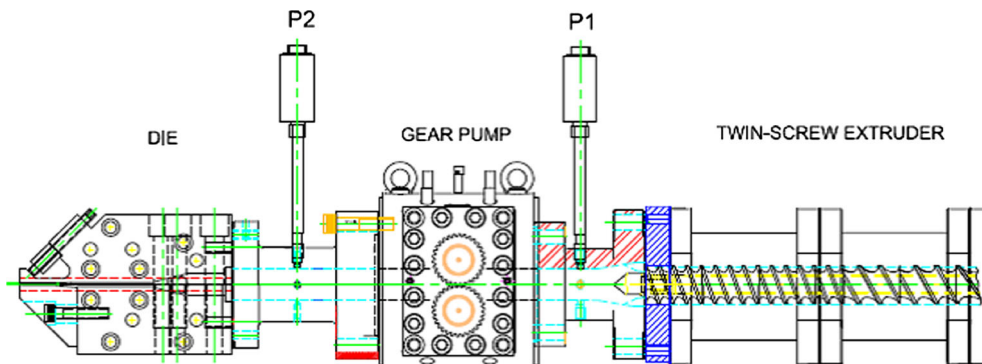 P2
P1
DIE
GEAR PUMP
TWIN-SCREW EXTRUDER